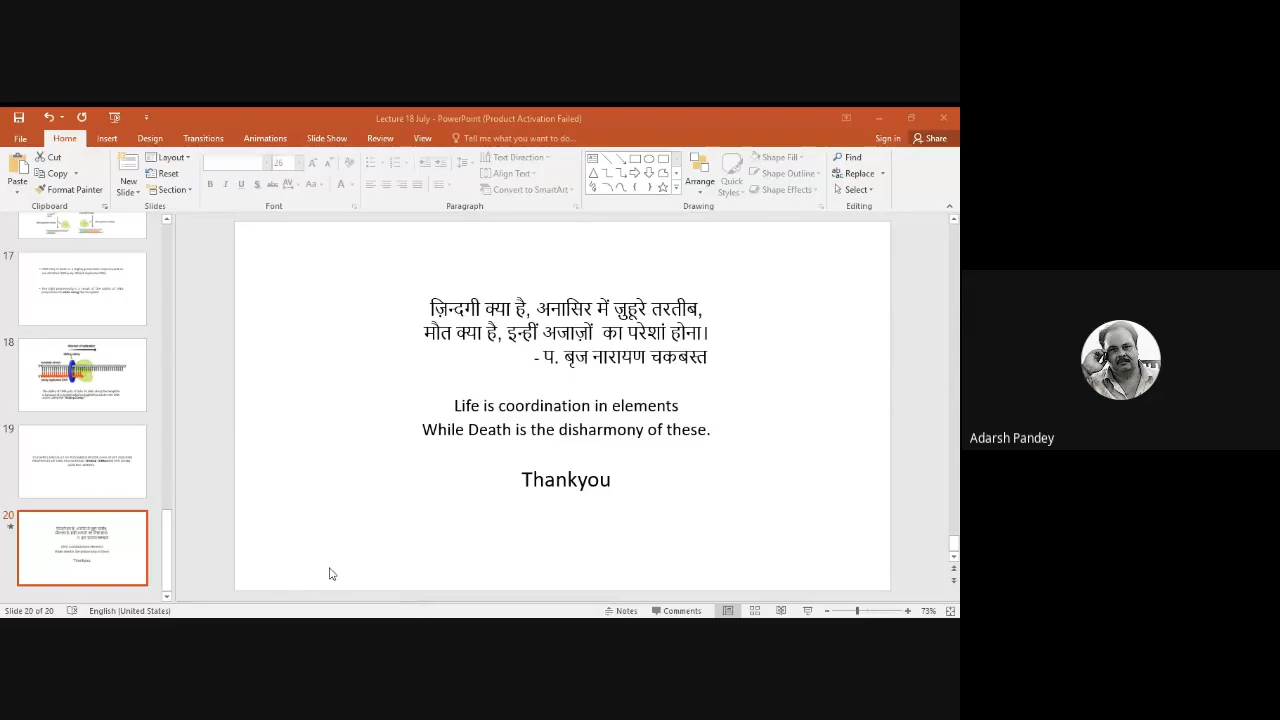 Lecture 18 July - PowerPoint (Product Activation Failed)
File Home Insert Design Transitions Animations Slide Show Review View Tell me what you want to do... Sign in Share
Paste
Cut
Copy
Format Painter
Clipboard
New Slide
Layout
Reset
Section
Slides
26
B I U S abc AV Aa A
Font
Text Direction
Align Text
Convert to SmartArt
Paragraph
Arrange
Quick Styles
Shape Fill
Shape Outline
Shape Effects
Drawing
Find
Replace
Select
Editing
17
18
19
20
ज़िन्दगी क्या है, अनासिर में ज़ुहूरे तरतीब,
मौत क्या है, इन्हीं अजाज़ों का परेशां होना।
- प. बृज नारायण चकबस्त
Life is coordination in elements
While Death is the disharmony of these.
Thankyou
Adarsh Pandey
Slide 20 of 20 English (United States) Notes Comments 73%